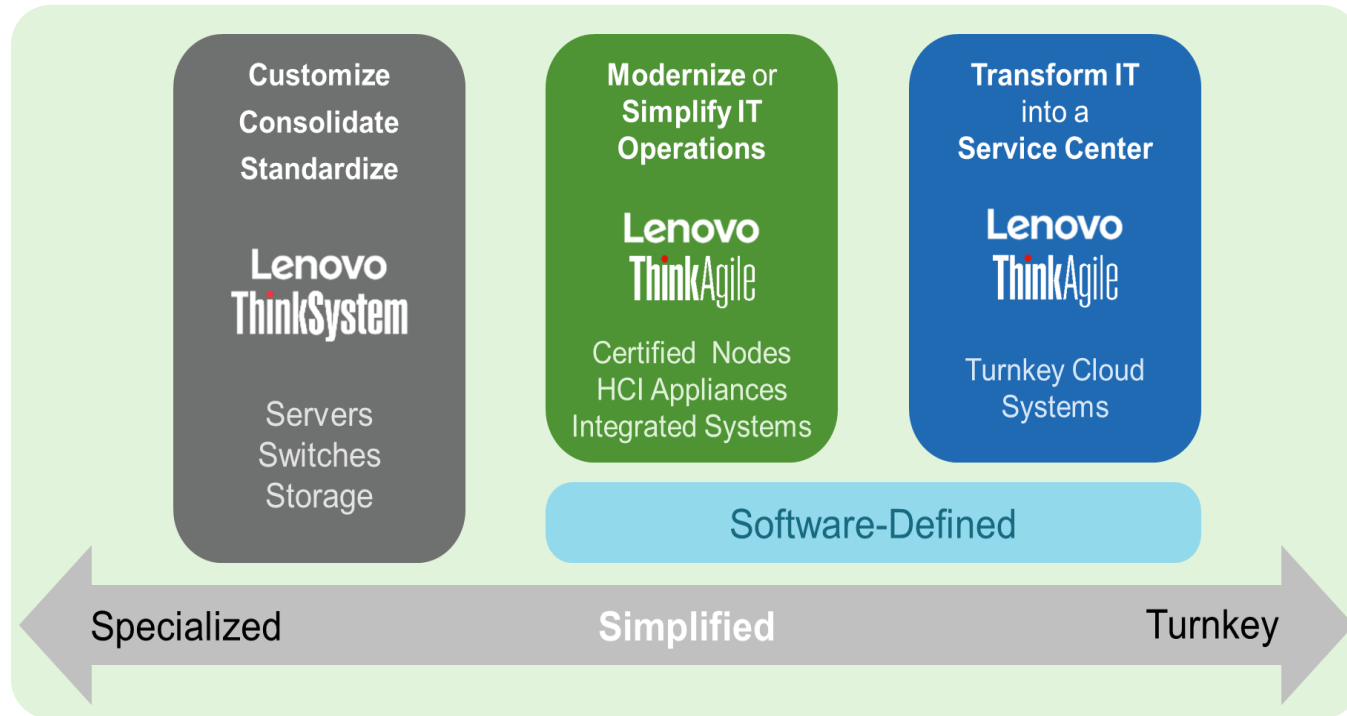 Customize
Consolidate
Standardize
Lenovo
ThinkSystem
Servers
Switches
Storage
Modernize or
Simplify IT
Operations
Lenovo
ThinkAgile
Certified Nodes
HCI Appliances
Integrated Systems
Transform IT
into a
Service Center
Lenovo
ThinkAgile
Turnkey Cloud
Systems
Software-Defined
Specialized
Simplified
Turnkey